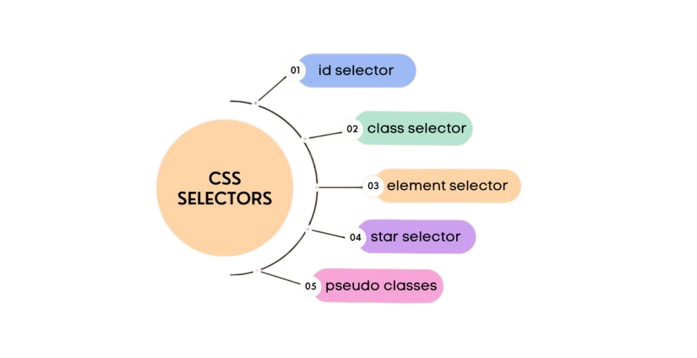 CSS
SELECTORS
01 id selector
02 class selector
03 element selector
04 star selector
05 pseudo classes